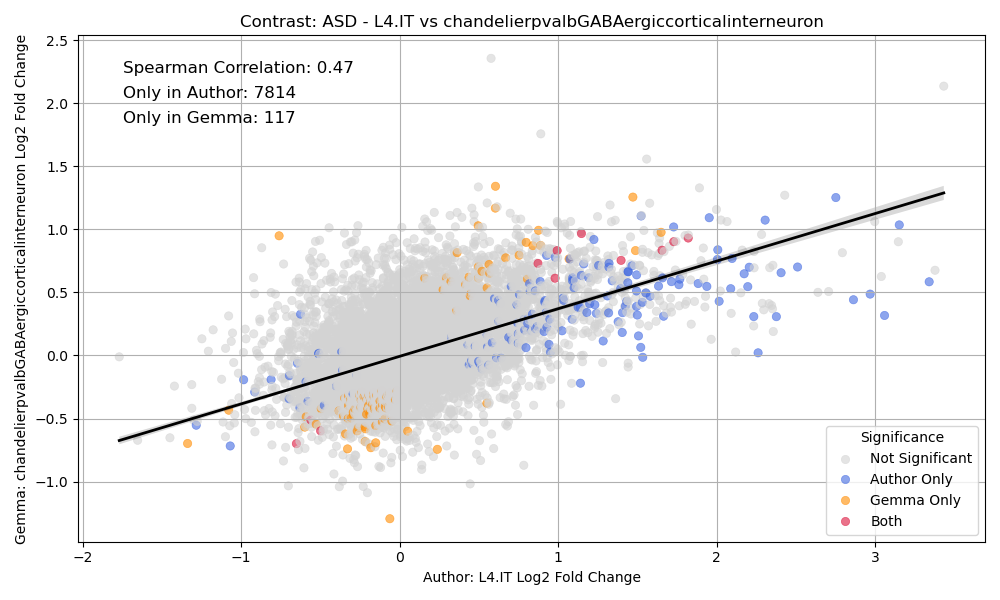 Contrast: ASD - L4.IT vs chandelierpvalbGABAergiccorticalinterneuron
Gemma: chandelierpvalbGABAergiccorticalinterneuron Log2 Fold Change
2.5
2.0
1.5
1.0
0.5
0.0
−0.5
−1.0
Spearman Correlation: 0.47
Only in Author: 7814
Only in Gemma: 117
Significance
Not Significant
Author Only
Gemma Only
Both
−2
−1
0
1
2
3
Author: L4.IT Log2 Fold Change